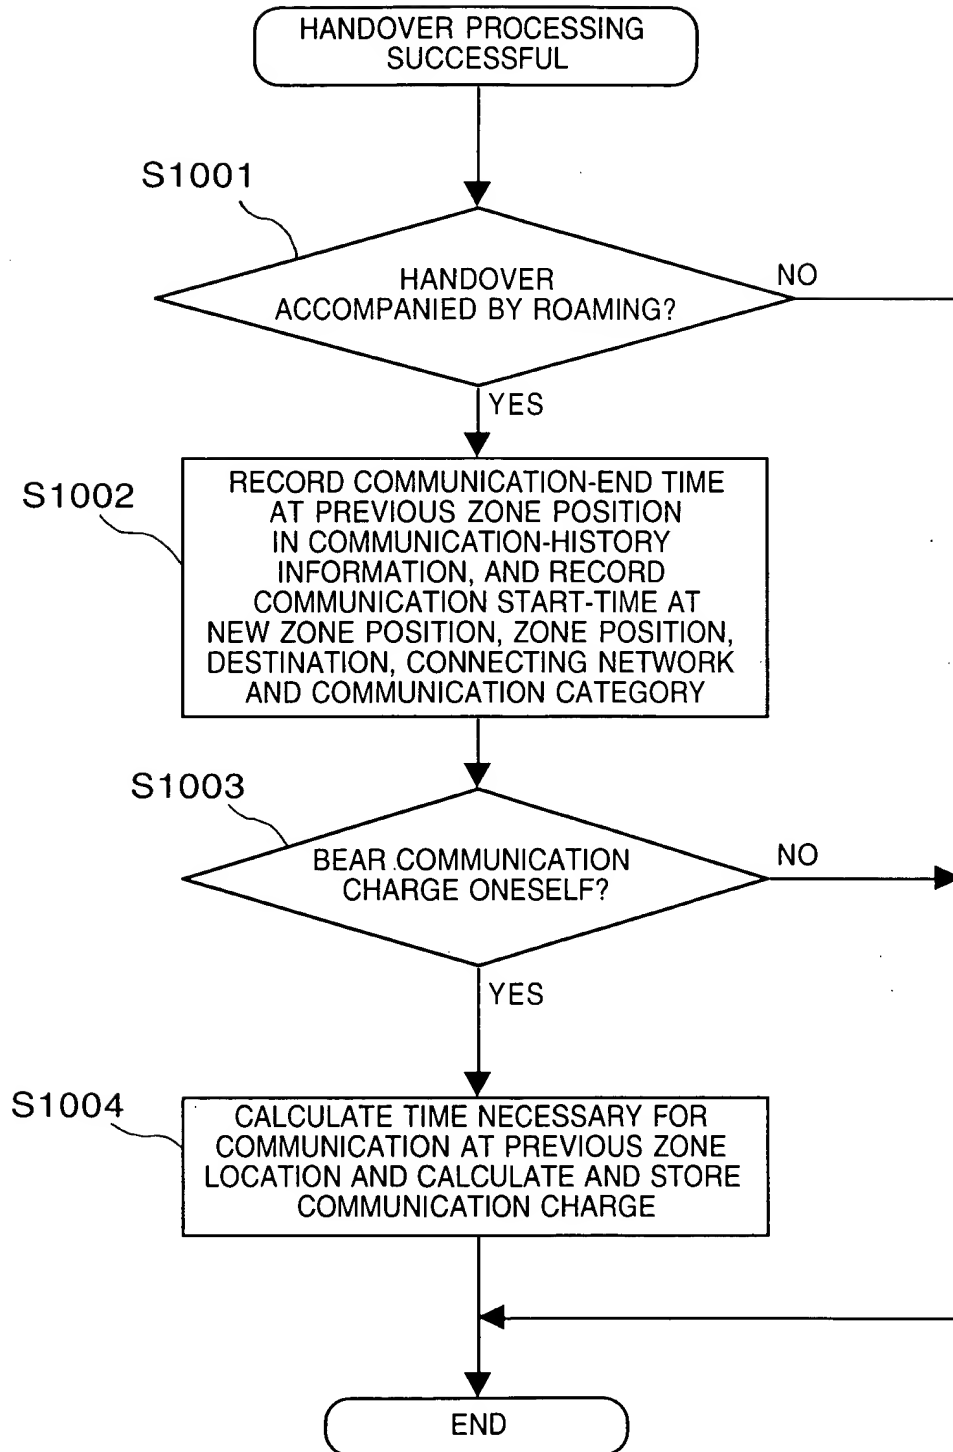 HANDOVER PROCESSING
SUCCESSFUL
S1001
HANDOVER
ACCOMPANIED BY ROAMING?
NO
YES
S1002
RECORD COMMUNICATION-END TIME
AT PREVIOUS ZONE POSITION
IN COMMUNICATION-HISTORY
INFORMATION, AND RECORD
COMMUNICATION START-TIME AT
NEW ZONE POSITION, ZONE POSITION,
DESTINATION, CONNECTING NETWORK
AND COMMUNICATION CATEGORY
S1003
BEAR COMMUNICATION
CHARGE ONESELF?
NO
YES
S1004
CALCULATE TIME NECESSARY FOR
COMMUNICATION AT PREVIOUS ZONE
LOCATION AND CALCULATE AND STORE
COMMUNICATION CHARGE
END